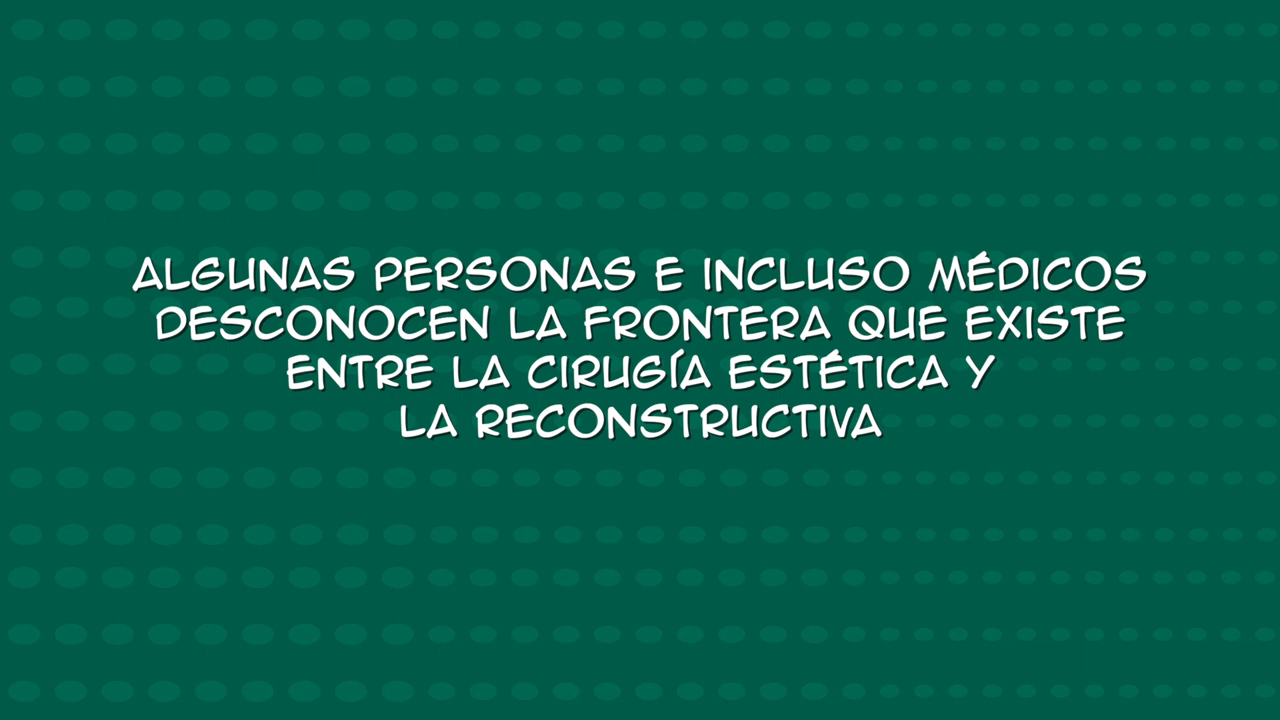 ALGUNAS PERSONAS E INCLUSO MÉDICOS
DESCONOCEN LA FRONTERA QUE EXISTE
ENTRE LA CIRUGÍA ESTÉTICA Y
LA RECONSTRUCTIVA